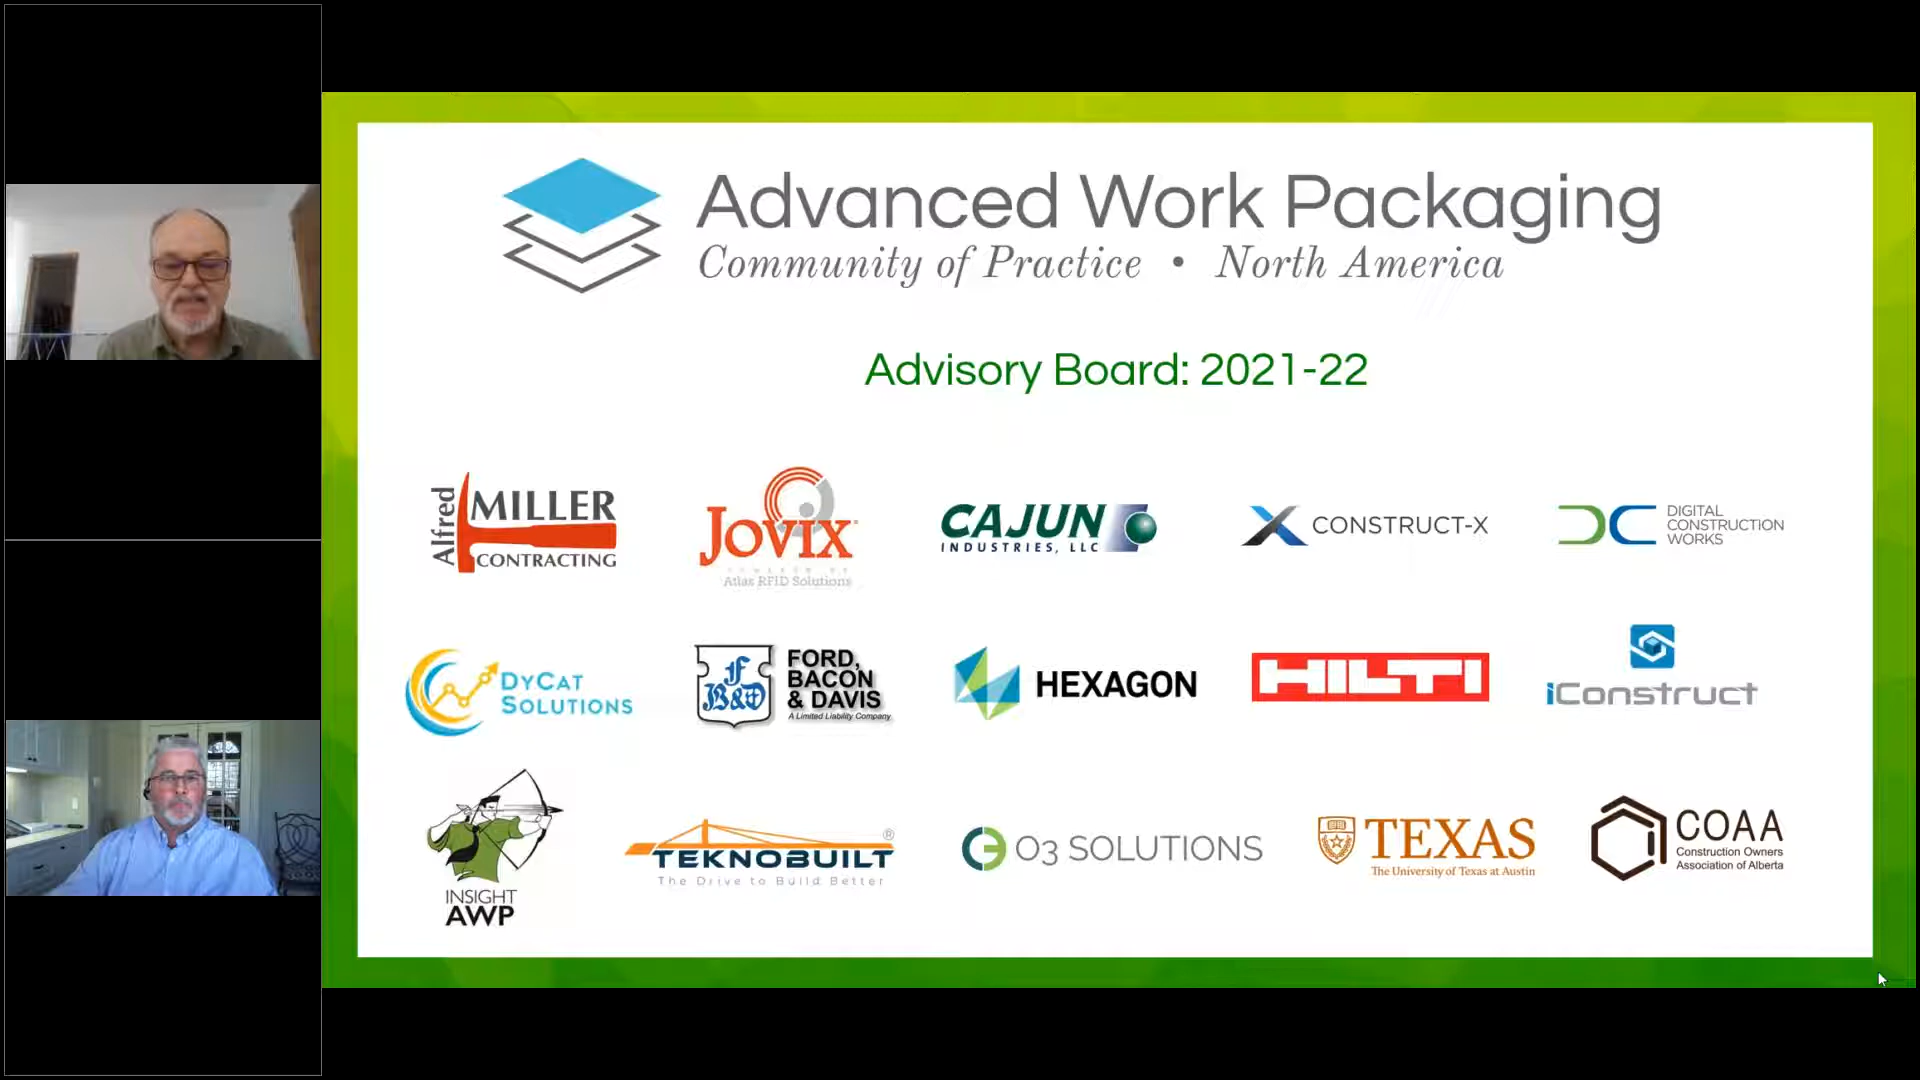 Advanced Work Packaging
Community of Practice • North America
Advisory Board: 2021-22
Alfred
MILLER
CONTRACTING
JOVIX
POWERED BY
Atlas RFID Solutions
CAJUN
INDUSTRIES, LLC
CONSTRUCT-X
DC
DIGITAL
CONSTRUCTION
WORKS
DYCAT
SOLUTIONS
f
B&D
FORD,
BACON
& DAVIS
A Limited Liability Company
HEXAGON
HILTI
iConstruct
INSIGHT
AWP
TEKNOBUILT ®
The Drive to Build Better
O3 SOLUTIONS
TEXAS
The University of Texas at Austin
COAA
Construction Owners
Association of Alberta